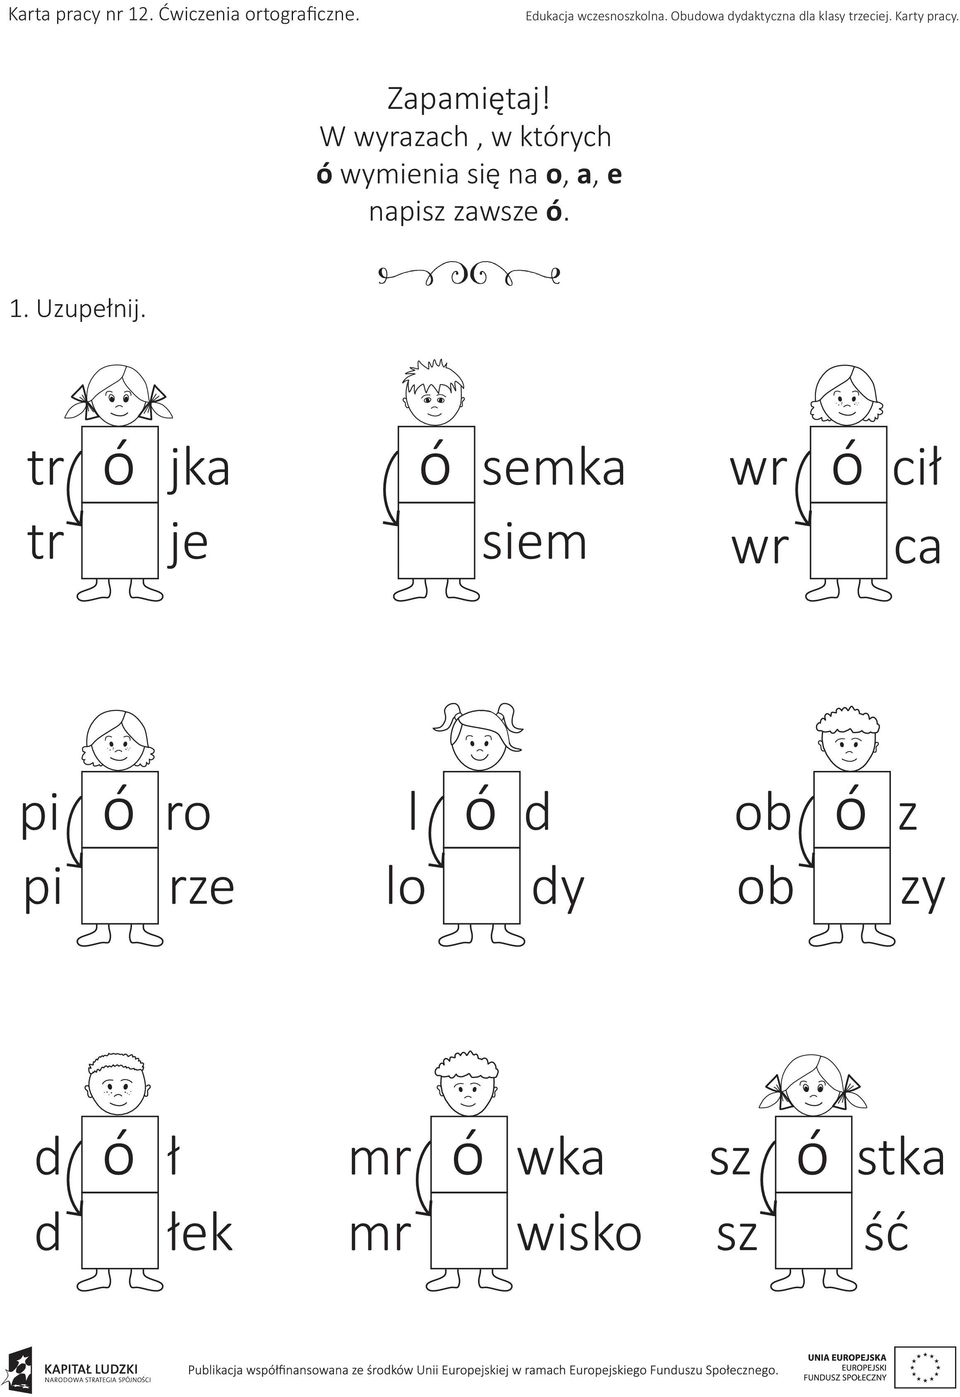 Karta pracy nr 12. Ćwiczenia ortograficzne.
Edukacja wczesnoszkolna. Obudowa dydaktyczna dla klasy trzeciej. Karty pracy.
Zapamiętaj!
W wyrazach , w których
ó wymienia się na o, a, e
napisz zawsze ó.
1. Uzupełnij.
tr ó jka ó semka wr ó cił
tr je siem wr ca
pi ó ro l ó d ob ó z
pi rze lo dy ob zy
d ó ł mr ó wka sz ó stka
d łek mr wisko sz ść
KAPITAŁ LUDZKI
NARODOWA STRATEGIA SPÓJNOŚCI
Publikacja współfinansowana ze środków Unii Europejskiej w ramach Europejskiego Funduszu Społecznego.
UNIA EUROPEJSKA
EUROPEJSKI
FUNDUSZ SPOŁECZNY